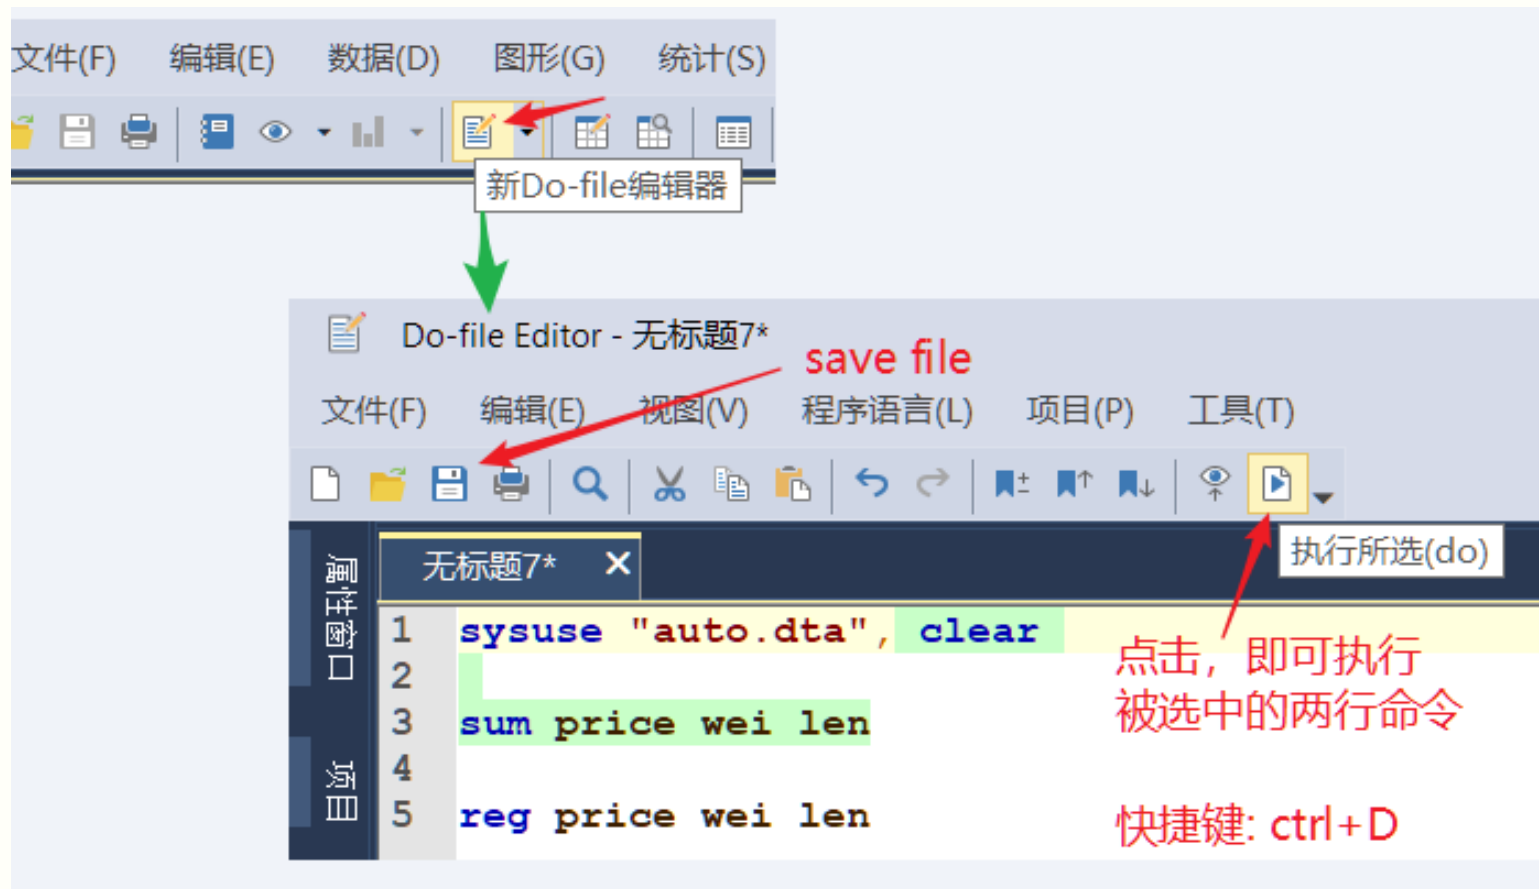 文件(F) 编辑(E) 数据(D) 图形(G) 统计(S)
新Do-file编辑器
Do-file Editor - 无标题7*
save file
文件(F) 编辑(E) 视图(V) 程序语言(L) 项目(P) 工具(T)
执行所选(do)
属性窗口
项目
无标题7*
1 sysuse "auto.dta", clear
2
3 sum price wei len
4
5 reg price wei len
点击，即可执行
被选中的两行命令
快捷键: ctrl+D